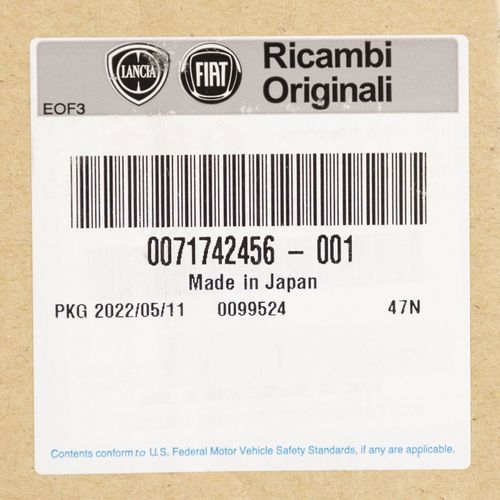 LANCIA FIAT Ricambi
Originali
EOF3
0071742456 - 001
Made in Japan
PKG 2022/05/11 0099524 47N
Contents conform to U.S. Federal Motor Vehicle Safety Standards, if any are applicable.